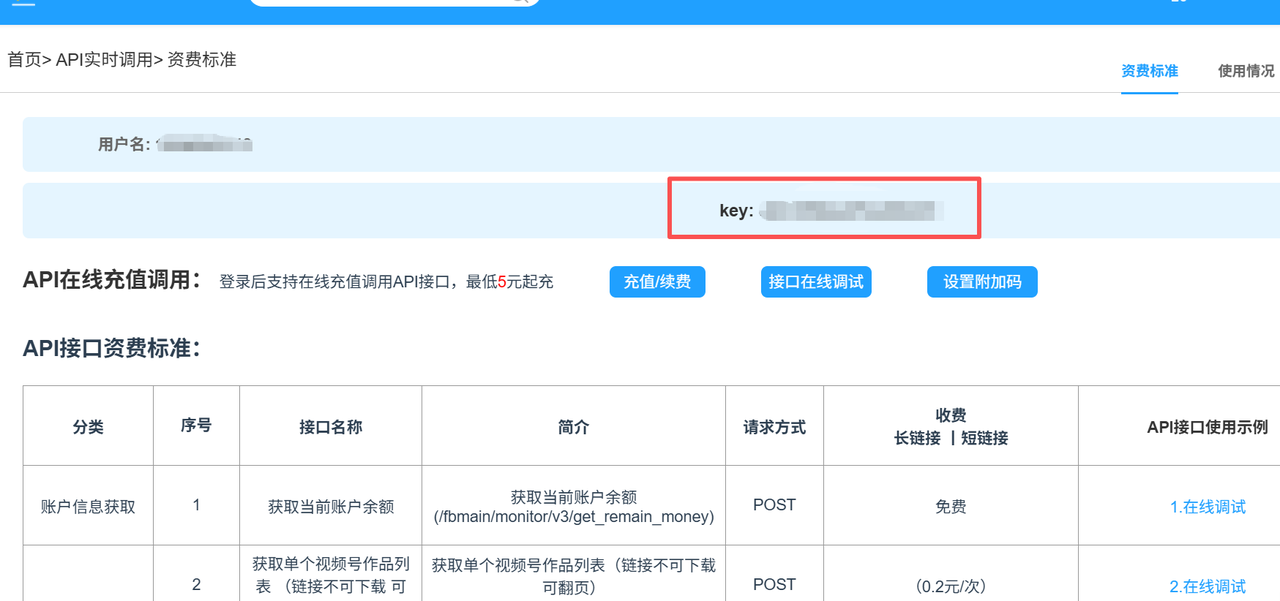 首页> API实时调用> 资费标准
资费标准
使用情况
用户名:
key:
API在线充值调用：
登录后支持在线充值调用API接口，最低5元起充
充值/续费
接口在线调试
设置附加码
API接口资费标准：
分类
序号
接口名称
简介
请求方式
收费
长链接 | 短链接
API接口使用示例
账户信息获取
1
获取当前账户余额
获取当前账户余额
(/fbmain/monitor/v3/get_remain_money)
POST
免费
1.在线调试
2
获取单个视频号作品列
表 （链接不可下载 可
获取单个视频号作品列表（链接不可下载
可翻页）
POST
（0.2元/次）
2.在线调试